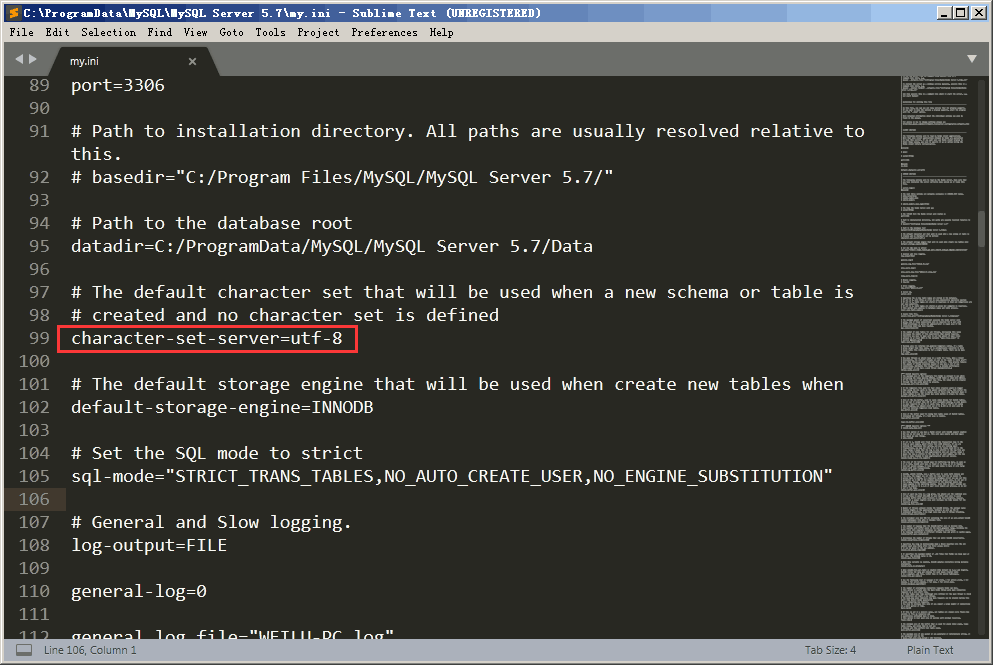 C:\ProgramData\MySQL\MySQL Server 5.7\my.ini - Sublime Text (UNREGISTERED)
File Edit Selection Find View Goto Tools Project Preferences Help
my.ini
89 port=3306
90
91 # Path to installation directory. All paths are usually resolved relative to
this.
92 # basedir="C:/Program Files/MySQL/MySQL Server 5.7/"
93
94 # Path to the database root
95 datadir=C:/ProgramData/MySQL/MySQL Server 5.7/Data
96
97 # The default character set that will be used when a new schema or table is
98 # created and no character set is defined
99 character-set-server=utf-8
100
101 # The default storage engine that will be used when create new tables when
102 default-storage-engine=INNODB
103
104 # Set the SQL mode to strict
105 sql-mode="STRICT_TRANS_TABLES,NO_AUTO_CREATE_USER,NO_ENGINE_SUBSTITUTION"
106
107 # General and Slow logging.
108 log-output=FILE
109
110 general-log=0
111
112 general_log_file="WEILU-PC.log"
Line 106, Column 1 Tab Size: 4 Plain Text